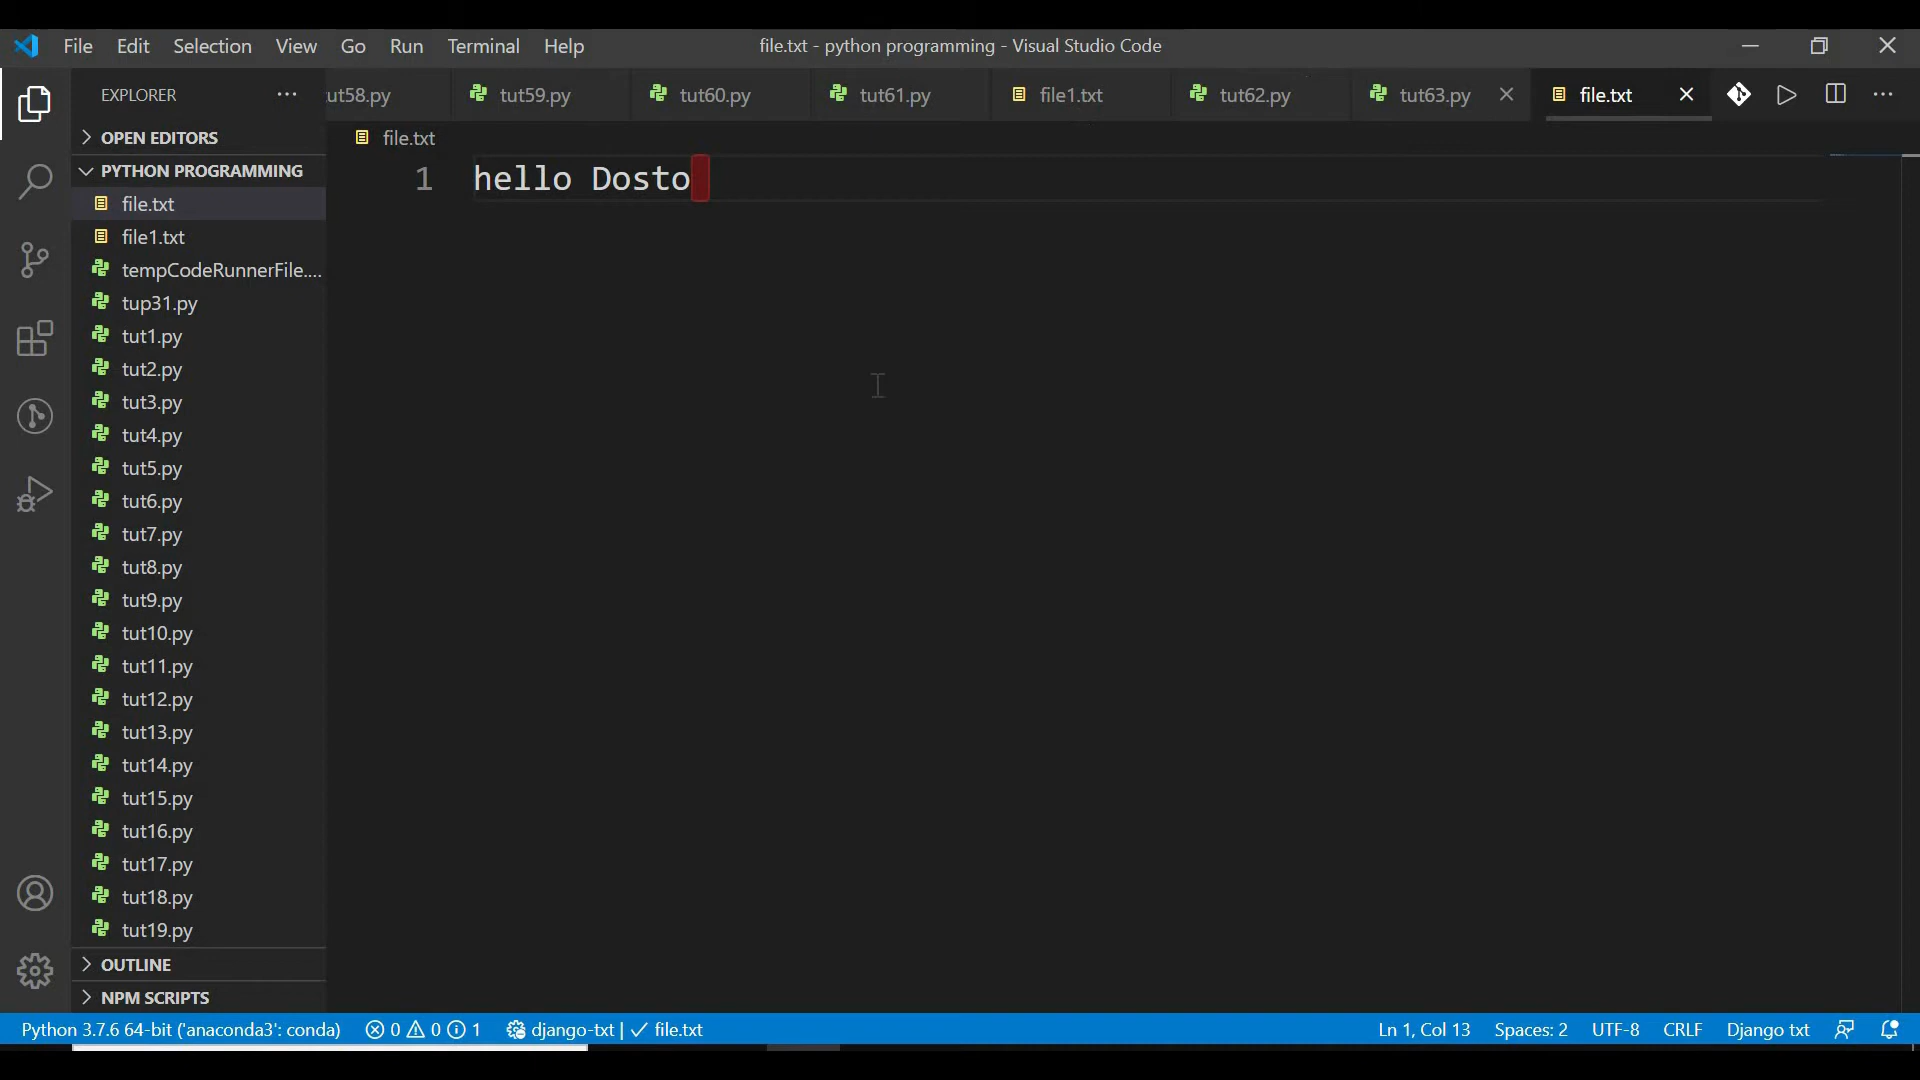 File Edit Selection View Go Run Terminal Help
file.txt - python programming - Visual Studio Code
EXPLORER
ut58.py
tut59.py
tut60.py
tut61.py
file1.txt
tut62.py
tut63.py
file.txt
OPEN EDITORS
file.txt
PYTHON PROGRAMMING
1 hello Dosto
file.txt
file1.txt
tempCodeRunnerFile....
tup31.py
tut1.py
tut2.py
tut3.py
tut4.py
tut5.py
tut6.py
tut7.py
tut8.py
tut9.py
tut10.py
tut11.py
tut12.py
tut13.py
tut14.py
tut15.py
tut16.py
tut17.py
tut18.py
tut19.py
OUTLINE
NPM SCRIPTS
Python 3.7.6 64-bit ('anaconda3': conda) 0 0 1 django-txt | ✓ file.txt Ln 1, Col 13 Spaces: 2 UTF-8 CRLF Django txt